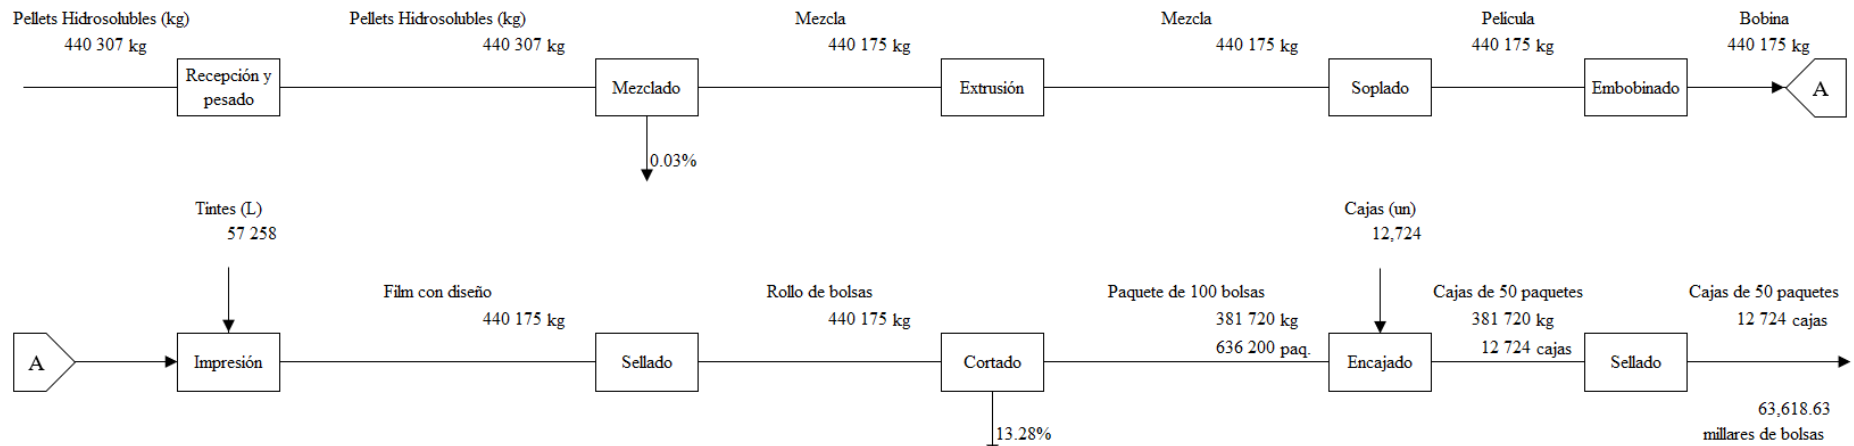 Pellets Hidrosolubles (kg)
440 307 kg
Pellets Hidrosolubles (kg)
440 307 kg
Mezcla
440 175 kg
Mezcla
440 175 kg
Película
440 175 kg
Bobina
440 175 kg
Recepción y
pesado
Mezclado
Extrusión
Soplado
Embobinado
A
0.03%
Tintes (L)
57 258
Cajas (un)
12,724
Film con diseño
440 175 kg
Rollo de bolsas
440 175 kg
Paquete de 100 bolsas
381 720 kg
636 200 paq.
Cajas de 50 paquetes
381 720 kg
12 724 cajas
Cajas de 50 paquetes
12 724 cajas
A
Impresión
Sellado
Cortado
Encajado
Sellado
13.28%
63,618.63
millares de bolsas